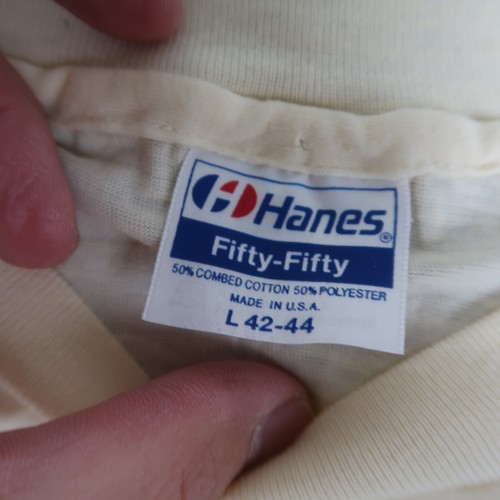 Hanes®
Fifty-Fifty
50% COMBED COTTON 50% POLYESTER
MADE IN U.S.A.
L 42-44